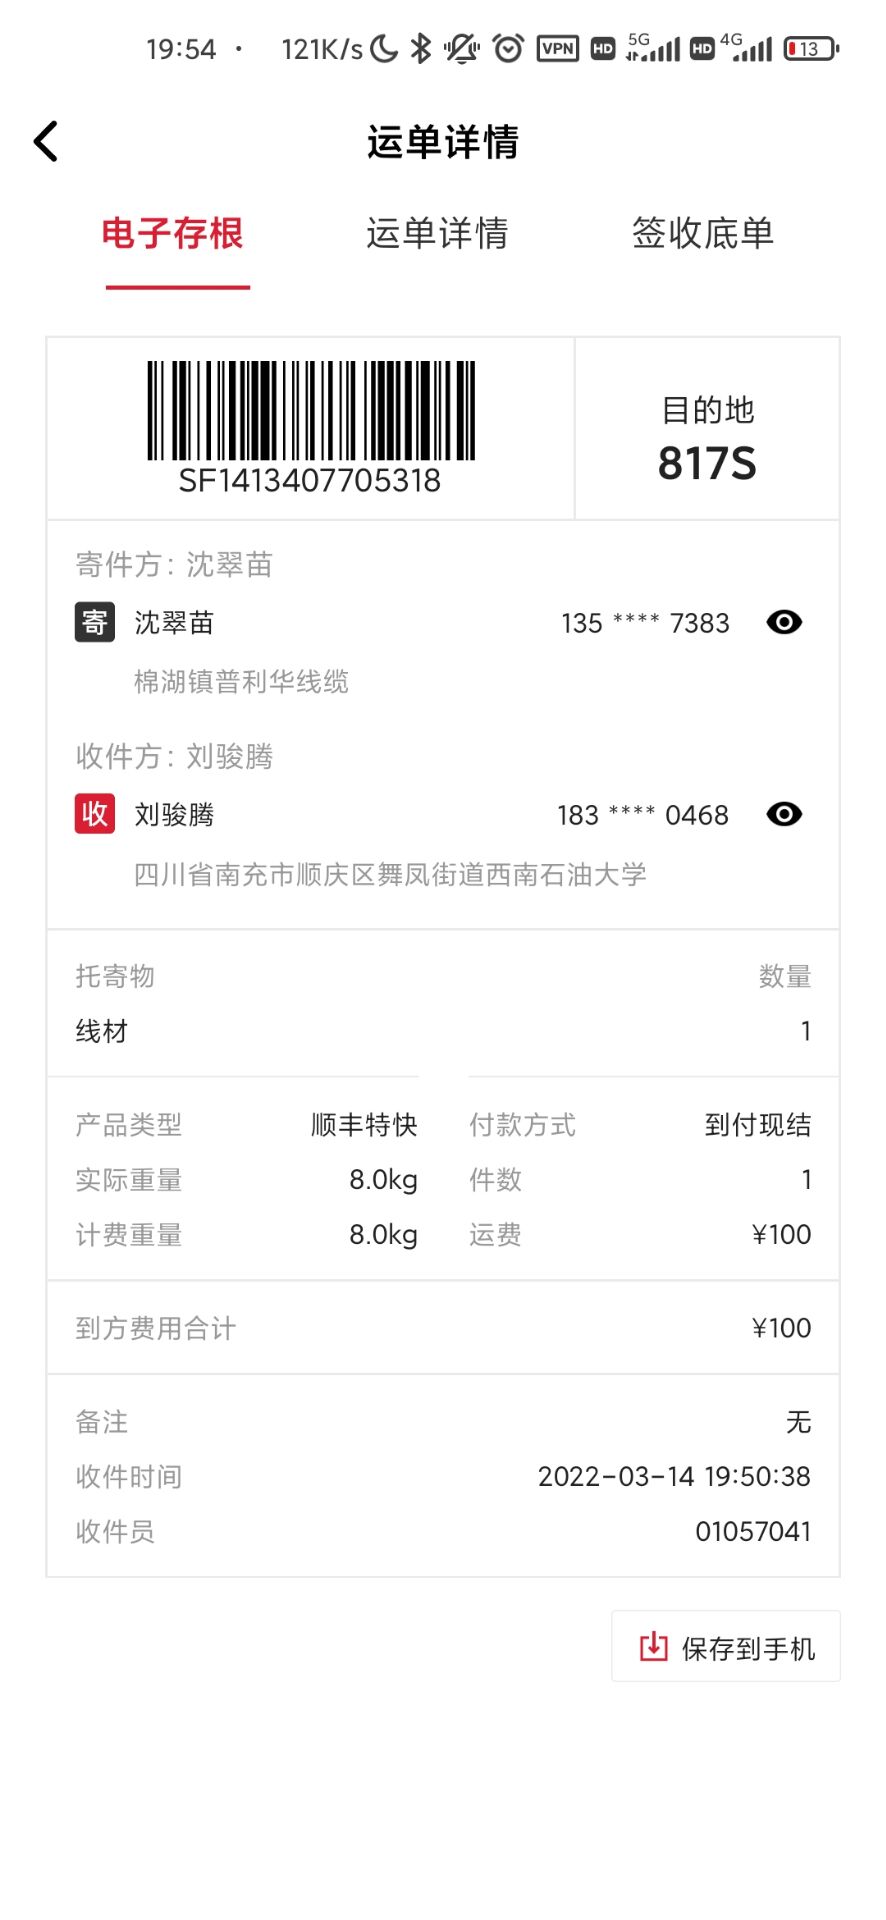 19:54 · 121K/s VPN HD 5G HD 4G 13
运单详情
电子存根 运单详情 签收底单
SF1413407705318
目的地
817S
寄件方: 沈翠苗
寄 沈翠苗 135 **** 7383
棉湖镇普利华线缆
收件方: 刘骏腾
收 刘骏腾 183 **** 0468
四川省南充市顺庆区舞凤街道西南石油大学
托寄物 数量
线材 1
产品类型 顺丰特快 付款方式 到付现结
实际重量 8.0kg 件数 1
计费重量 8.0kg 运费 ¥100
到方费用合计 ¥100
备注 无
收件时间 2022-03-14 19:50:38
收件员 01057041
保存到手机